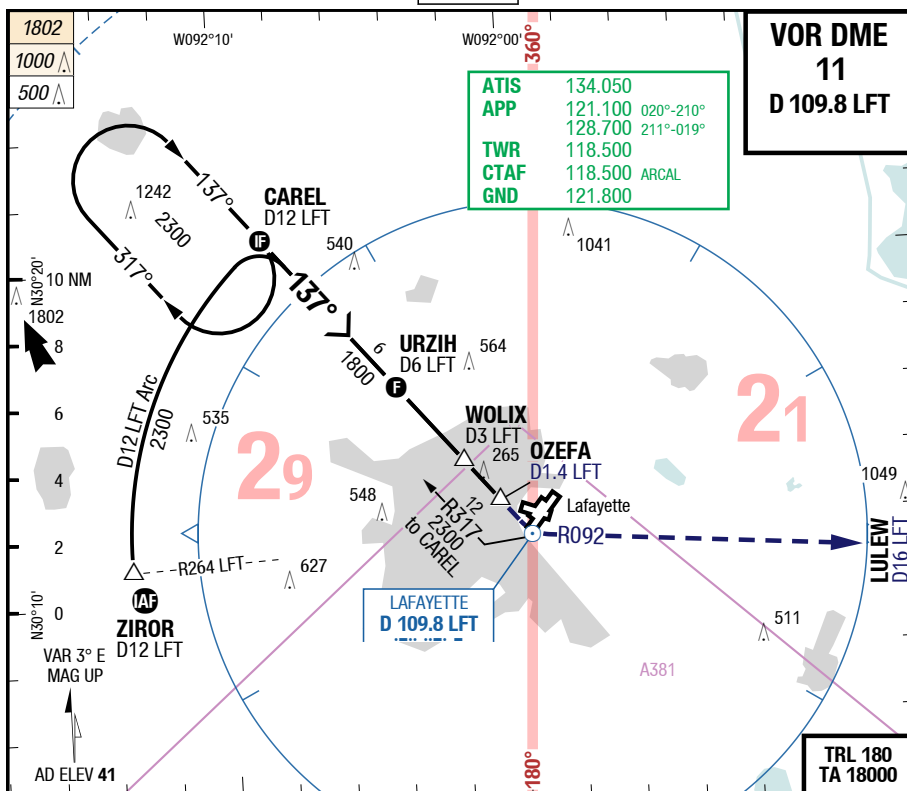 1802
1000
500
W092°10'
W092°00'
360°
VOR DME
11
D 109.8 LFT
ATIS 134.050
APP 121.100 020°-210°
128.700 211°-019°
TWR 118.500
CTAF 118.500 ARCAL
GND 121.800
137°
CAREL
D12 LFT
IF
1242
2300
317°
540
1041
N30°20'
10 NM
1802
137°
8
URZIH
D6 LFT
564
6
1800
F
D12 LFT Arc
2300
6
535
29
21
WOLIX
D3 LFT
265
OZEFA
D1.4 LFT
4
548
12
R317
2300
to CAREL
Lafayette
1049
2
R092
LULEW
D16 LFT
R264 LFT
627
IAF
0
N30°10'
ZIROR
D12 LFT
LAFAYETTE
D 109.8 LFT
511
VAR 3° E
MAG UP
A381
AD ELEV 41
180°
TRL 180
TA 18000